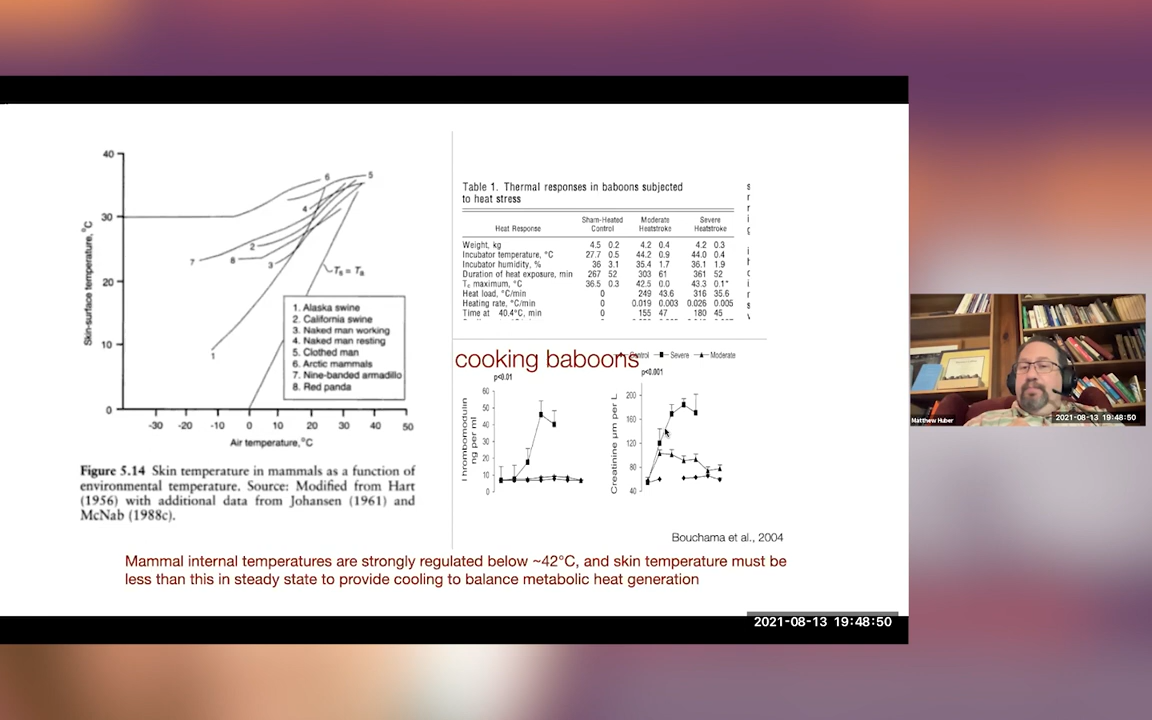 40
30
20
10
0
Skin-surface temperature, °C
-30 -20 -10 0 10 20 30 40 50
Air temperature,°C
1
2
3
4
5
6
7
8
1. Alaska swine
2. California swine
3. Naked man working
4. Naked man resting
5. Clothed man
6. Arctic mammals
7. Nine-banded armadillo
8. Red panda
Figure 5.14 Skin temperature in mammals as a function of
environmental temperature. Source: Modified from Hart
(1956) with additional data from Johansen (1961) and
McNab (1988c).
Table 1. Thermal responses in baboons subjected
to heat stress
Heat Response
Sham-Heated
Control
Moderate
Heatstroke
Severe
Heatstroke
Weight, kg 4.5 0.2 4.2 0.4 4.2 0.3
Incubator temperature, °C 27.7 0.5 44.2 0.9 44.0 0.4
Incubator humidity, % 36 3.1 35.4 1.7 36.1 1.9
Duration of heat exposure, min 267 52 303 61 361 52
Tc maximum, °C 36.5 0.3 42.5 0.0 43.3 0.1*
Heat load, °C/min 0 249 43.6 316 35.6
Heating rate, °C/min 0 0.019 0.003 0.026 0.005
Time at 40.4°C, min 0 155 47 180 45
cooking baboons
Severe Moderate
p<0.01
60
50
40
30
20
10
0
Thrombomodulin
ng per ml
p<0.001
200
160
120
80
40
Creatinine µm per L
Bouchama et al., 2004
Mammal internal temperatures are strongly regulated below ~42°C, and skin temperature must be
less than this in steady state to provide cooling to balance metabolic heat generation
2021-08-13 19:48:50
Matthew Huber
2021-08-13 19:48:50